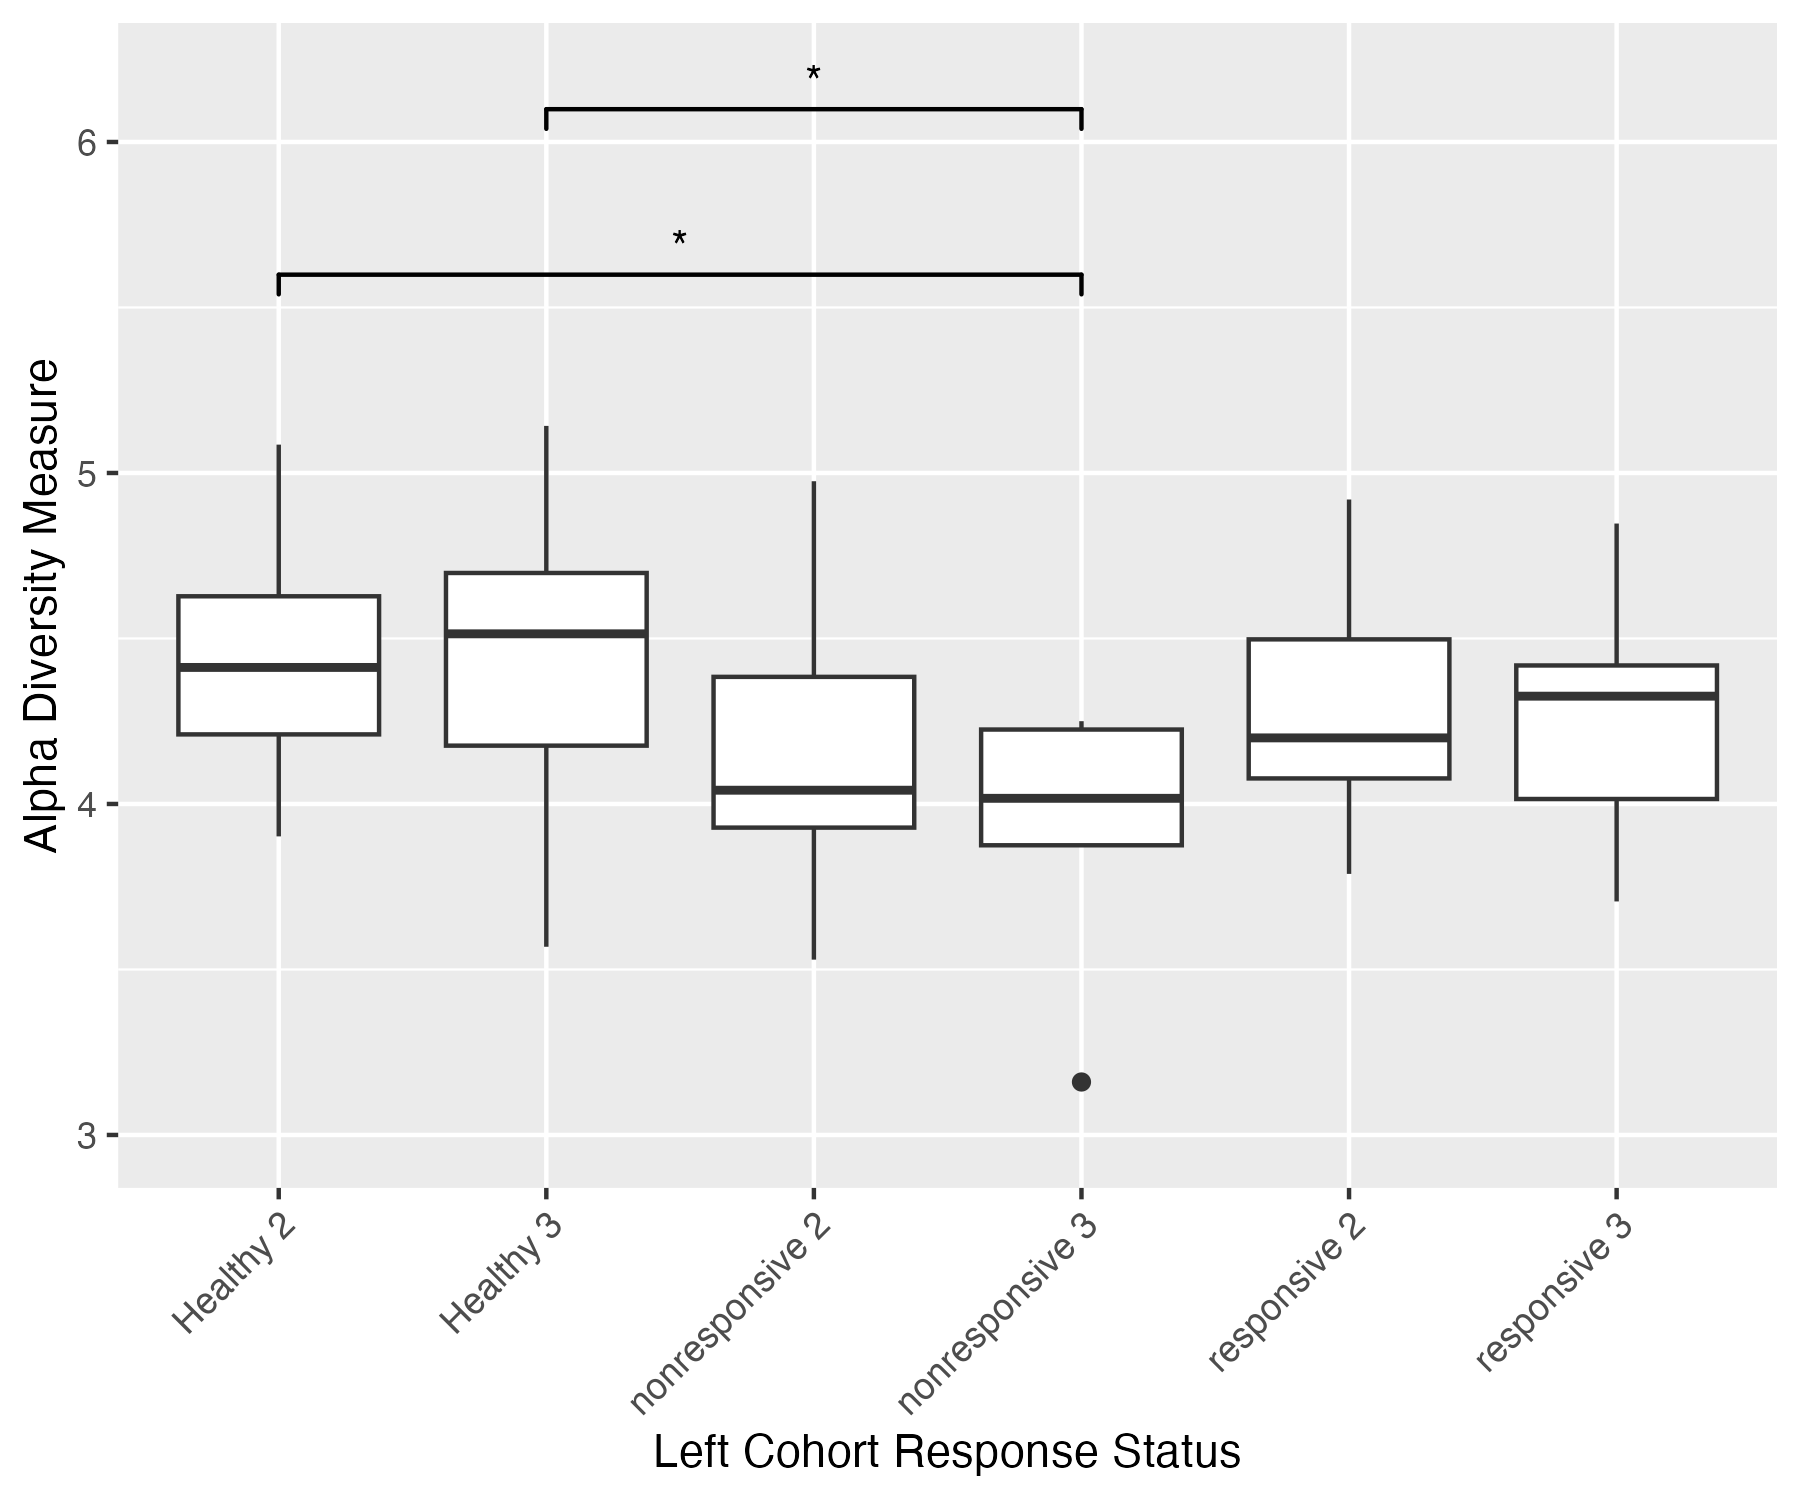 *
*
6
5
4
3
Alpha Diversity Measure
Healthy 2
Healthy 3
nonresponsive 2
nonresponsive 3
responsive 2
responsive 3
Left Cohort Response Status